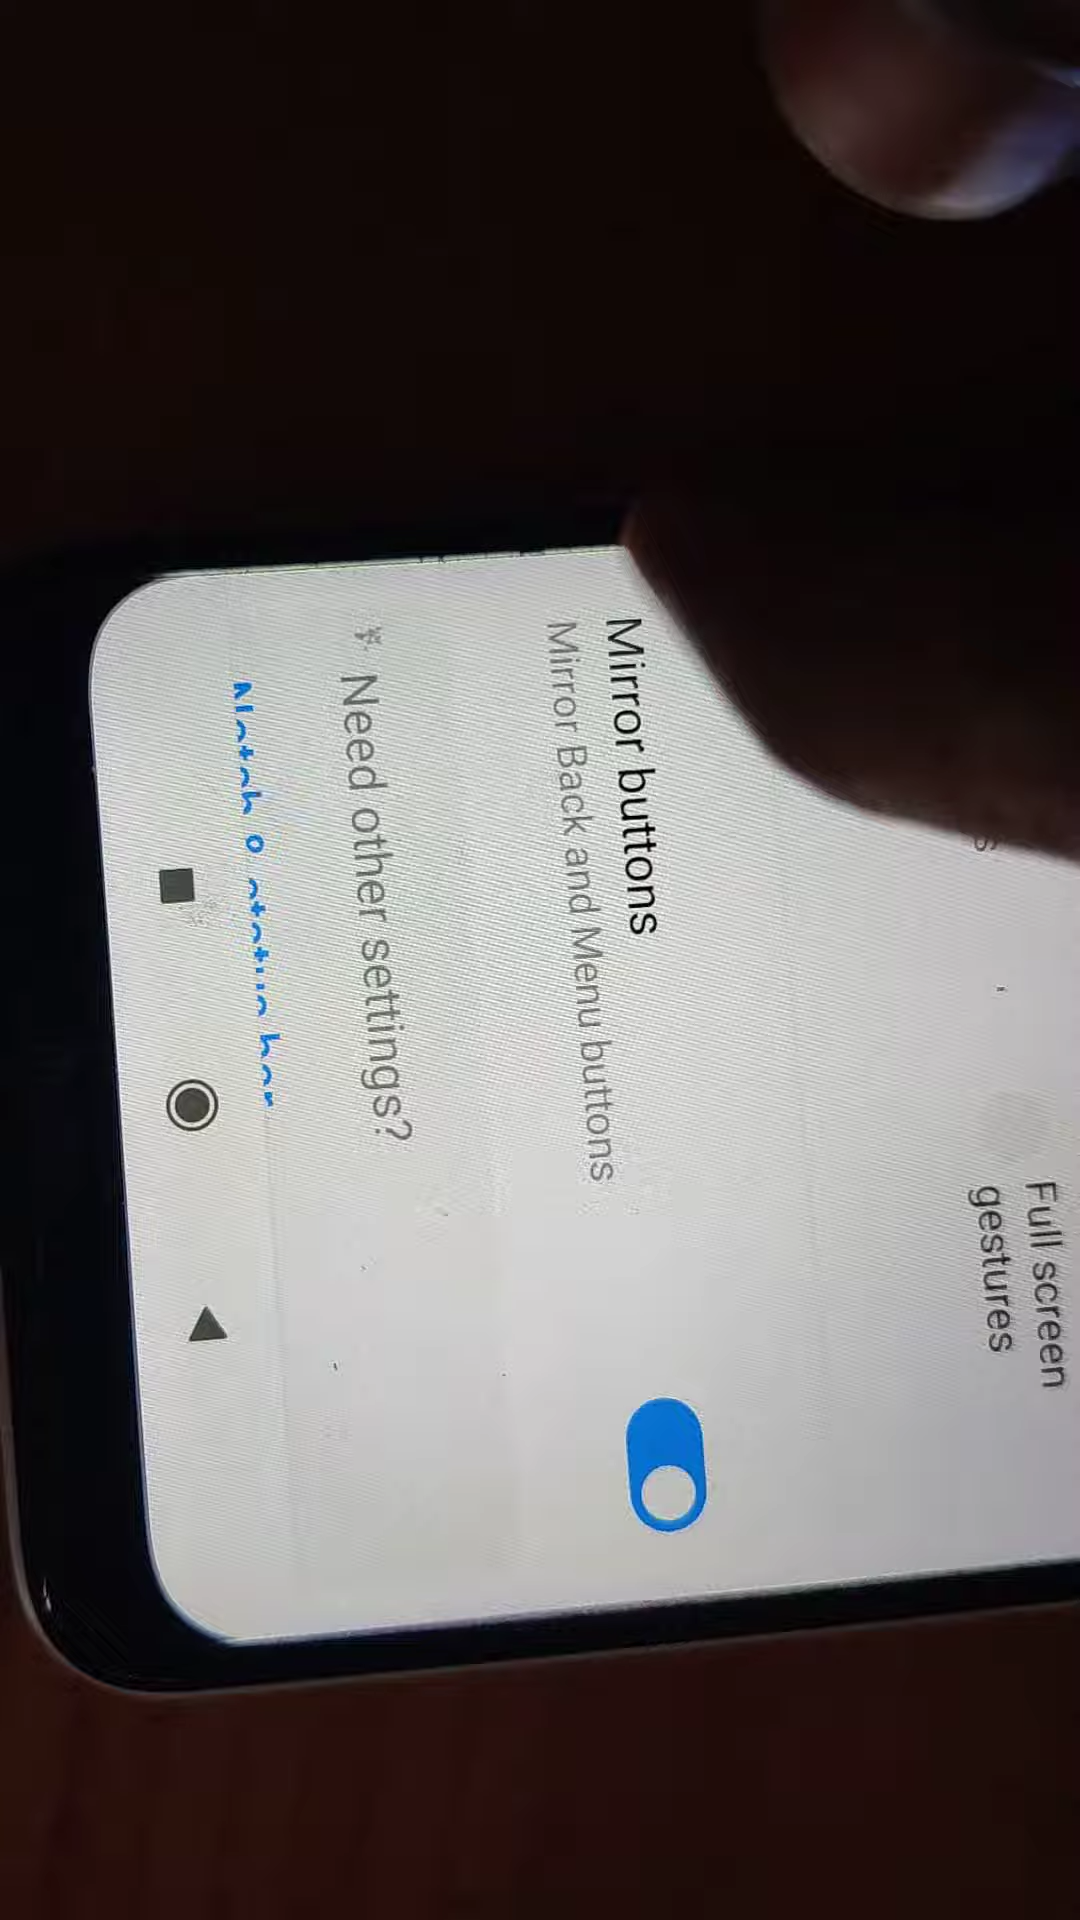 Full screen
gestures
Mirror buttons
Mirror Back and Menu buttons
Need other settings?